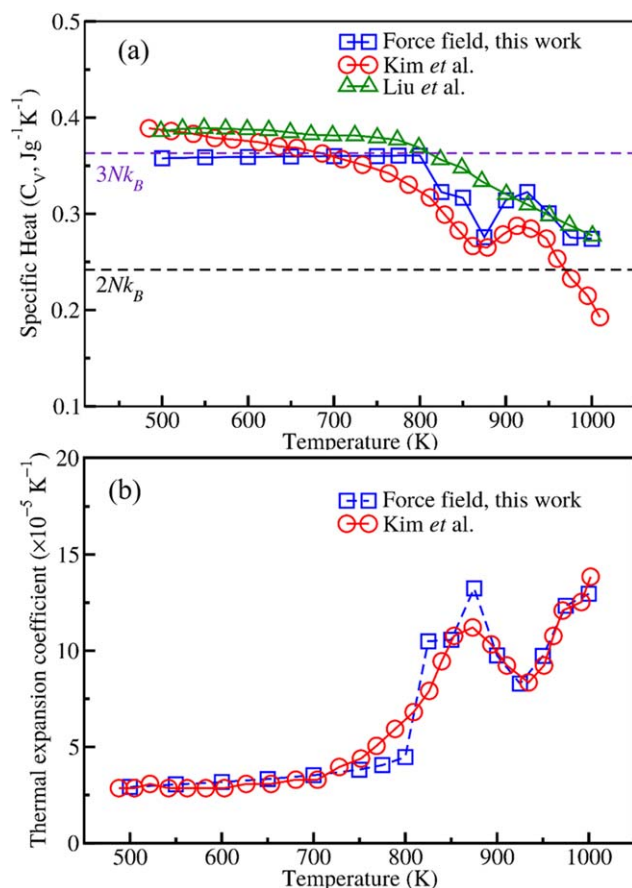 (a)
Force field, this work
Kim et al.
Liu et al.
Specific Heat (C_V, Jg⁻¹K⁻¹)
0.5
0.4
3Nk_B
0.3
2Nk_B
0.2
0.1
500 600 700 800 900 1000
Temperature (K)
(b)
Force field, this work
Kim et al.
Thermal expansion coefficient (×10⁻⁵ K⁻¹)
20
15
10
5
0
500 600 700 800 900 1000
Temperature (K)